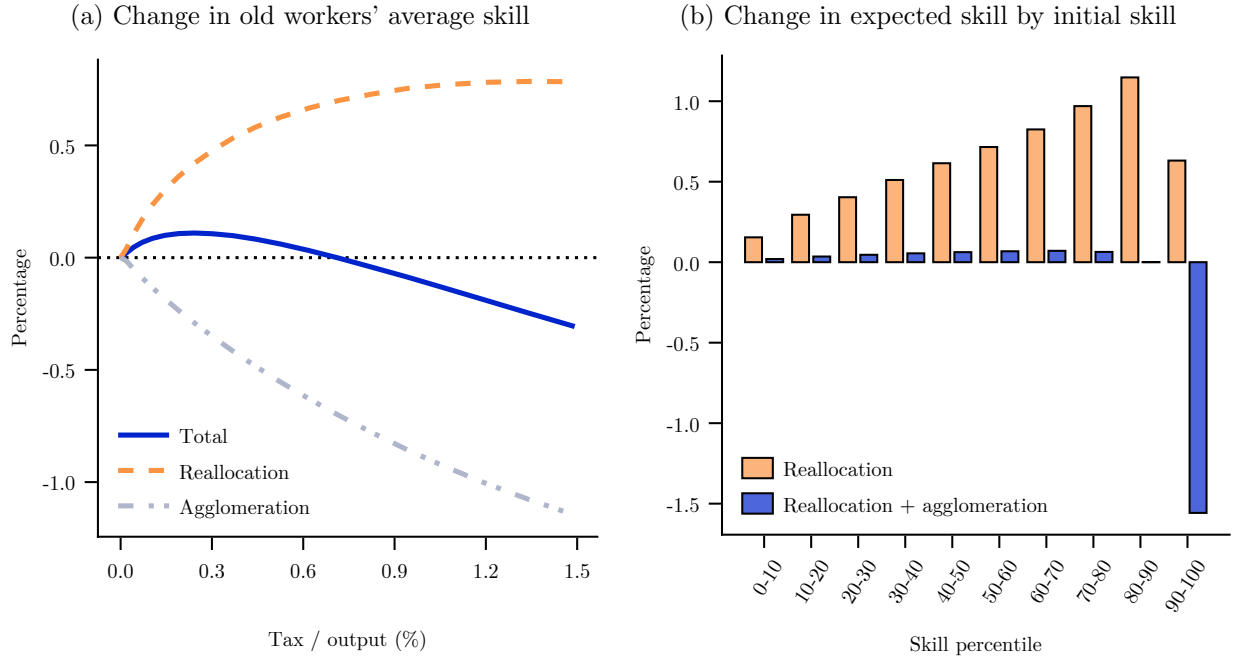 (a) Change in old workers’ average skill
Percentage
0.5
0.0
-0.5
-1.0
Total
Reallocation
Agglomeration
0.0 0.3 0.6 0.9 1.2 1.5
Tax / output (%)
(b) Change in expected skill by initial skill
Percentage
1.0
0.5
0.0
-0.5
-1.0
-1.5
Reallocation
Reallocation + agglomeration
0-10 10-20 20-30 30-40 40-50 50-60 60-70 70-80 80-90 90-100
Skill percentile